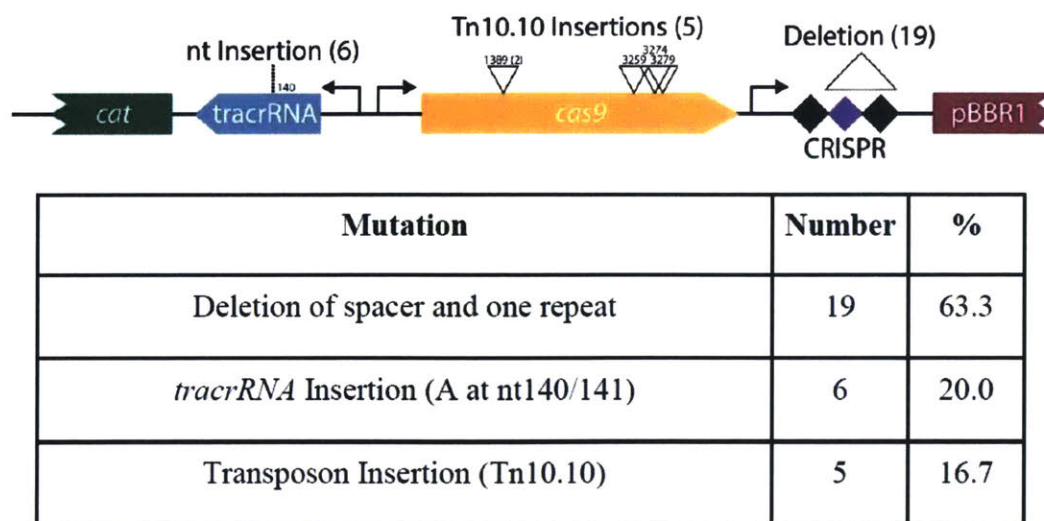 nt Insertion (6)
Tn10.10 Insertions (5)
Deletion (19)
140
1389 (2)
3259
3274
3279
cat
tracrRNA
cas9
CRISPR
pBBR1
Mutation Number %
Deletion of spacer and one repeat 19 63.3
tracrRNA Insertion (A at nt140/141) 6 20.0
Transposon Insertion (Tn10.10) 5 16.7